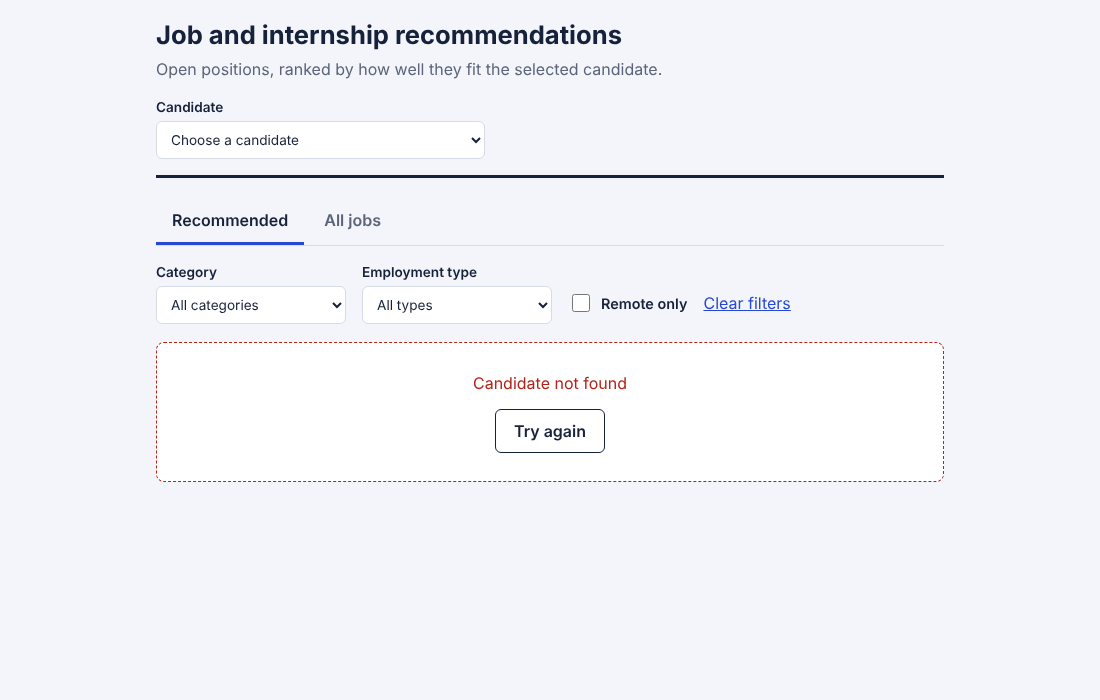 Job and internship recommendations
Open positions, ranked by how well they fit the selected candidate.
Candidate
Choose a candidate
Recommended All jobs
Category Employment type
All categories All types Remote only Clear filters
Candidate not found
Try again